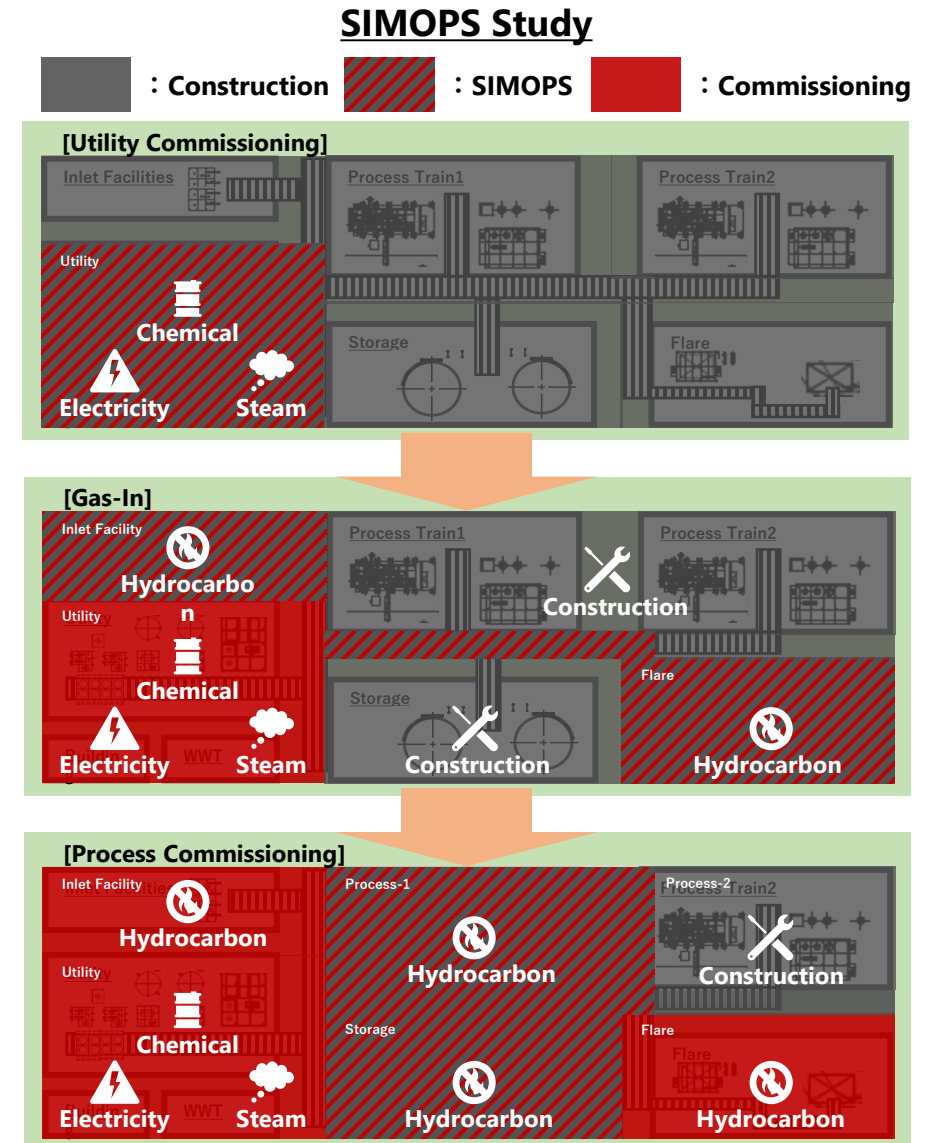 SIMOPS Study
：Construction
：SIMOPS
：Commissioning
[Utility Commissioning]
Inlet Facilities
Process Train1
Process Train2
Utility
Chemical
Electricity
Steam
Storage
Flare
[Gas-In]
Inlet Facility
Hydrocarbo
n
Process Train1
Construction
Process Train2
Utility
Chemical
Electricity
Steam
WWT
Storage
Construction
Flare
Hydrocarbon
[Process Commissioning]
Inlet Facility
Hydrocarbon
Process-1
Hydrocarbon
Process-2
Train2
Construction
Utility
Chemical
Electricity
Steam
WWT
Storage
Hydrocarbon
Flare
Flare
Hydrocarbon